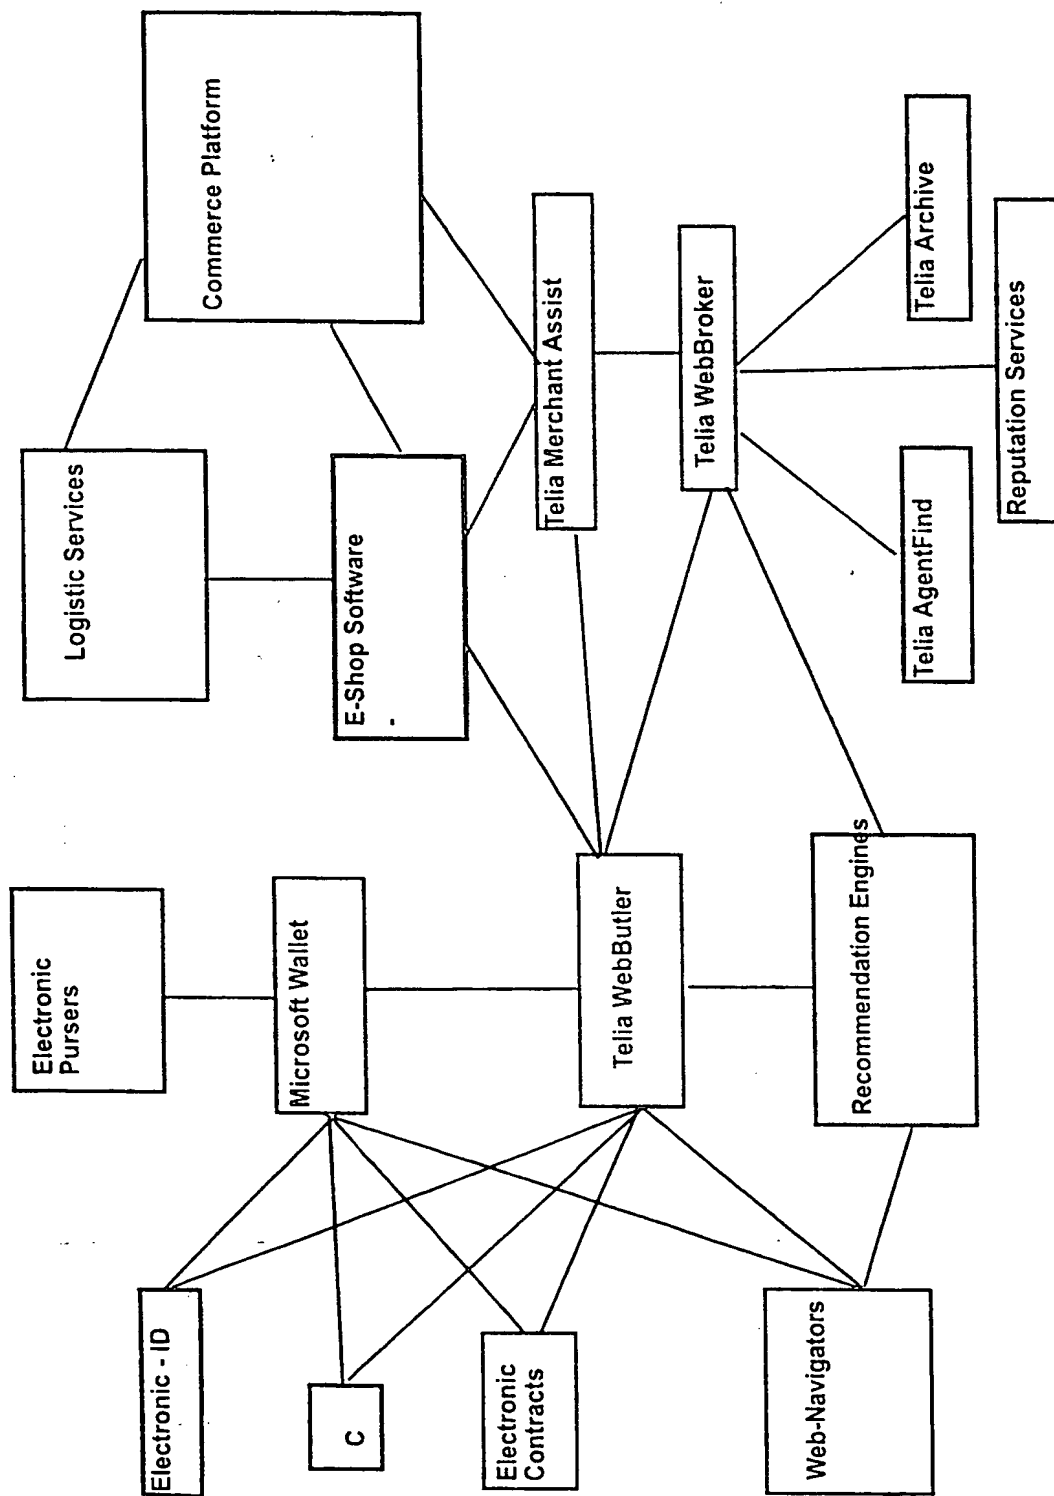 Electronic - ID
C
Electronic
Contracts
Web-Navigators
Electronic
Pursers
Microsoft Wallet
Telia WebButler
Recommendation Engines
Logistic Services
E-Shop Software
-
Commerce Platform
Telia Merchant Assist
Telia WebBroker
Telia AgentFind
Telia Archive
Reputation Services